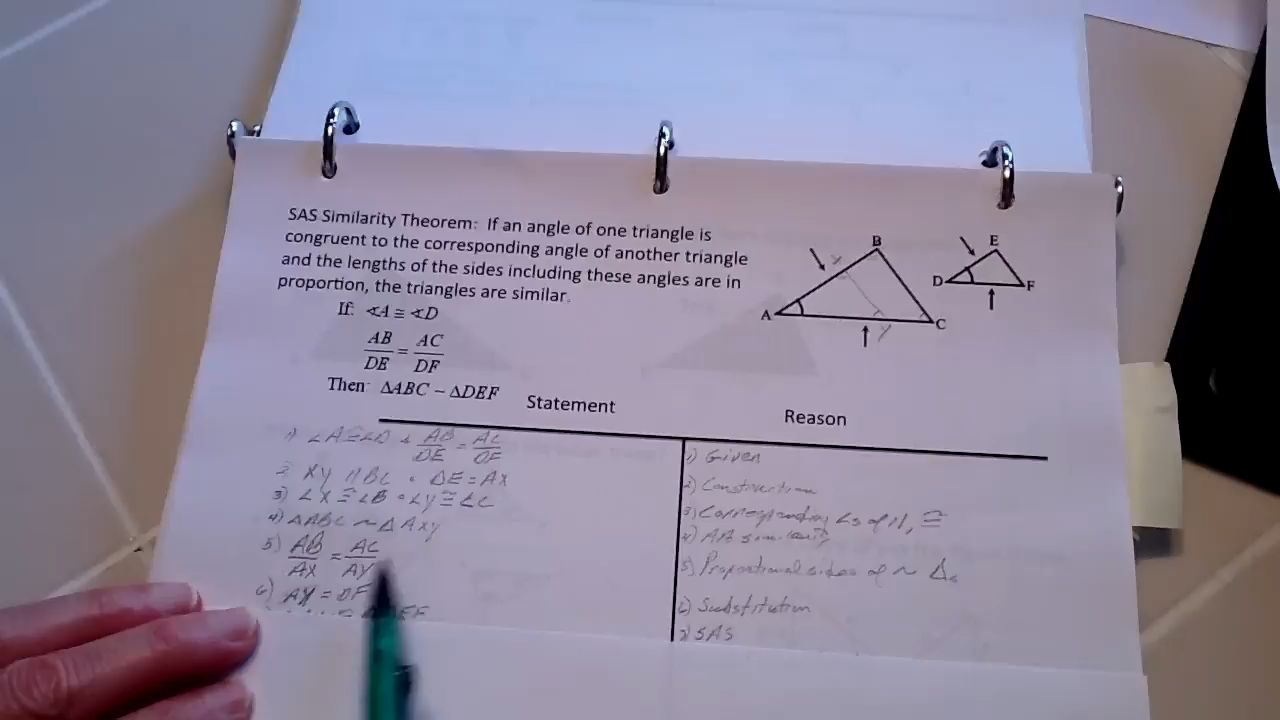 SAS Similarity Theorem: If an angle of one triangle is
congruent to the corresponding angle of another triangle
and the lengths of the sides including these angles are in
proportion, the triangles are similar.
If: ∢A ≅ ∢D
AB/DE = AC/DF
Then: ΔABC ~ ΔDEF
B
X
A
Y
C
E
D
F
Statement
Reason
1) ∠A≅∠D + AB/DE = AC/DF
1) Given
2) XY || BC • DE = AX
2) Construction
3) ∠X ≅ ∠B • ∠Y ≅ ∠C
3) Corresponding ∠s of ||, ≅
4) ΔABC ~ ΔAXY
4) AA similarity
5) AB/AX = AC/AY
5) Proportional sides of ~ Δs
6) AY = DF
6) Substitution
DEF
7) SAS